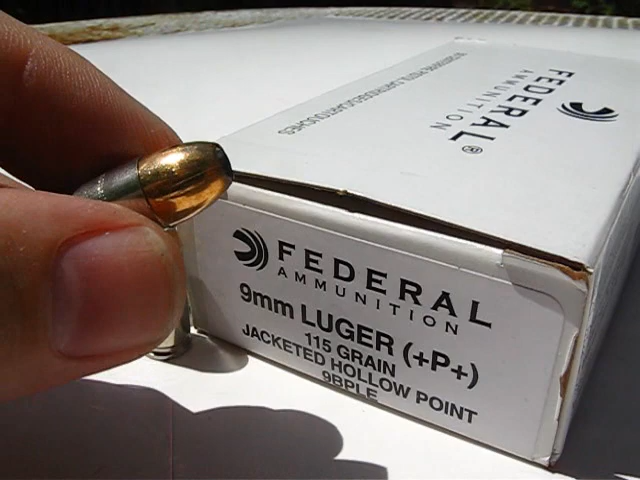 FEDERAL®
AMMUNITION
FEDERAL
AMMUNITION
9mm LUGER (+P+)
115 GRAIN
JACKETED HOLLOW POINT
9BPLE